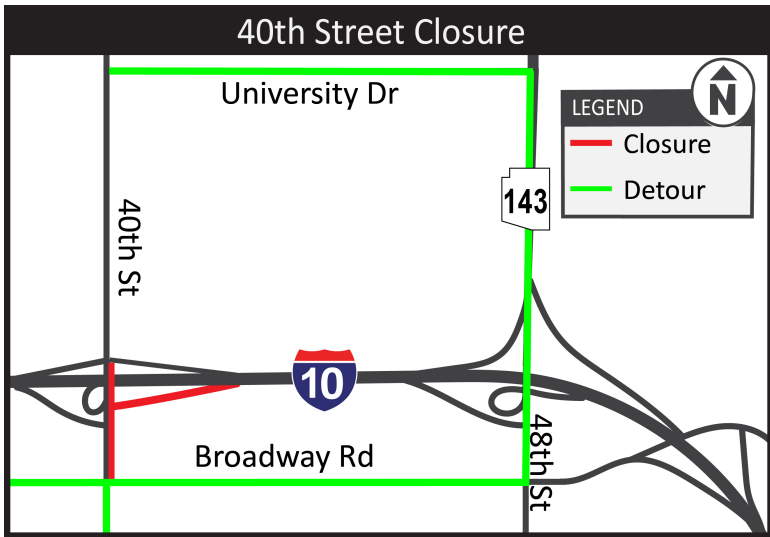 40th Street Closure
University Dr
N
LEGEND
Closure
Detour
143
40th St
10
Broadway Rd
48th St